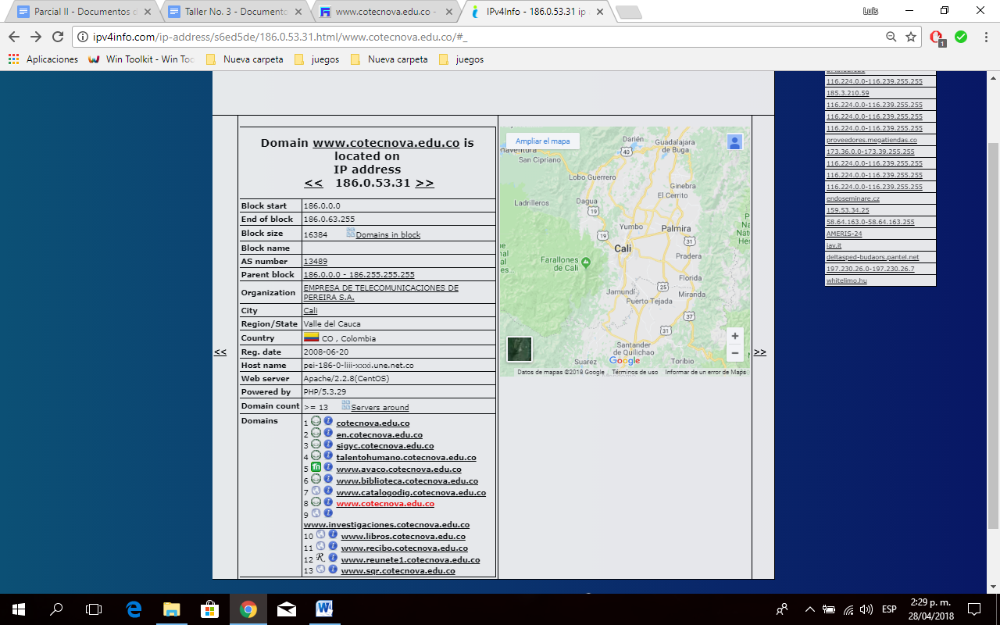 Parcial II - Documentos d
Taller No. 3 - Documento
www.cotecnova.edu.co -
IPv4Info - 186.0.53.31 ip
Luis
ipv4info.com/ip-address/s6ed5de/186.0.53.31.html/www.cotecnova.edu.co/#_
1
Aplicaciones
Win Toolkit - Win Too
Nueva carpeta
juegos
Nueva carpeta
juegos
116.224.0.0-116.239.255.255
185.3.210.59
116.224.0.0-116.239.255.255
116.224.0.0-116.239.255.255
116.224.0.0-116.239.255.255
proveedores.megatiendas.co
173.36.0.0-173.39.255.255
116.224.0.0-116.239.255.255
116.224.0.0-116.239.255.255
116.224.0.0-116.239.255.255
endoseminare.cz
159.53.34.25
58.64.163.0-58.64.163.255
AMERIS-24
iav.it
deltasped-budaors.pantel.net
197.230.26.0-197.230.26.7
whitelimo.hu
<<
Domain www.cotecnova.edu.co is
located on
IP address
<< 186.0.53.31 >>
Block start 186.0.0.0
End of block 186.0.63.255
Block size 16384 Domains in block
Block name
AS number 13489
Parent block 186.0.0.0 - 186.255.255.255
Organization EMPRESA DE TELECOMUNICACIONES DE
PEREIRA S.A.
City Cali
Region/State Valle del Cauca
Country CO , Colombia
Reg. date 2008-06-20
Host name pei-186-0-liii-xxxi.une.net.co
Web server Apache/2.2.8(CentOS)
Powered by PHP/5.3.29
Domain count >= 13 Servers around
Domains
1 cotecnova.edu.co
2 en.cotecnova.edu.co
3 sigyc.cotecnova.edu.co
4 talentohumano.cotecnova.edu.co
5 www.avaco.cotecnova.edu.co
6 www.biblioteca.cotecnova.edu.co
7 www.catalogodig.cotecnova.edu.co
8 www.cotecnova.edu.co
9
www.investigaciones.cotecnova.edu.co
10 www.libros.cotecnova.edu.co
11 www.recibo.cotecnova.edu.co
12 www.reunete1.cotecnova.edu.co
13 www.sqr.cotecnova.edu.co
Ampliar el mapa
Darién
Guadalajara
de Buga
40
San Cipriano
Lobo Guerrero
Ginebra
El Cerrito
Ladrilleros
Dagua
19
Yumbo
Palmira
19
Cali
31
Pradera
Farallones
de Cali
Florida
25
Jamundí
Miranda
Puerto Tejada
37
31
Santander
de Quilichao
Suarez
Google
Toribio
+
−
Datos de mapas ©2018 Google
Términos de uso
Informar de un error de Maps
>>
ESP
2:29 p. m.
28/04/2018